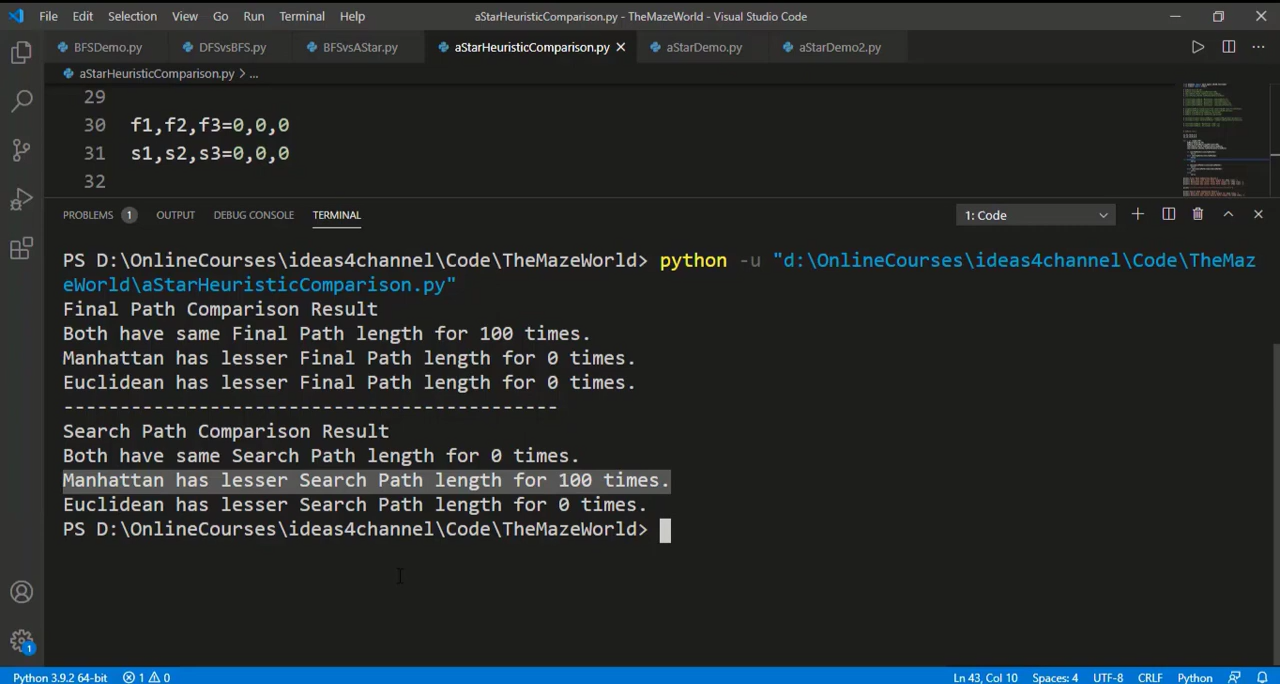 File Edit Selection View Go Run Terminal Help aStarHeuristicComparison.py - TheMazeWorld - Visual Studio Code
BFSDemo.py DFSvsBFS.py BFSvsAStar.py aStarHeuristicComparison.py aStarDemo.py aStarDemo2.py
aStarHeuristicComparison.py > ...
29
30 f1,f2,f3=0,0,0
31 s1,s2,s3=0,0,0
32
PROBLEMS 1 OUTPUT DEBUG CONSOLE TERMINAL 1: Code
PS D:\OnlineCourses\ideas4channel\Code\TheMazeWorld> python -u "d:\OnlineCourses\ideas4channel\Code\TheMaz
eWorld\aStarHeuristicComparison.py"
Final Path Comparison Result
Both have same Final Path length for 100 times.
Manhattan has lesser Final Path length for 0 times.
Euclidean has lesser Final Path length for 0 times.
--------------------------------------------
Search Path Comparison Result
Both have same Search Path length for 0 times.
Manhattan has lesser Search Path length for 100 times.
Euclidean has lesser Search Path length for 0 times.
PS D:\OnlineCourses\ideas4channel\Code\TheMazeWorld>
1
Python 3.9.2 64-bit 1 0 Ln 43, Col 10 Spaces: 4 UTF-8 CRLF Python